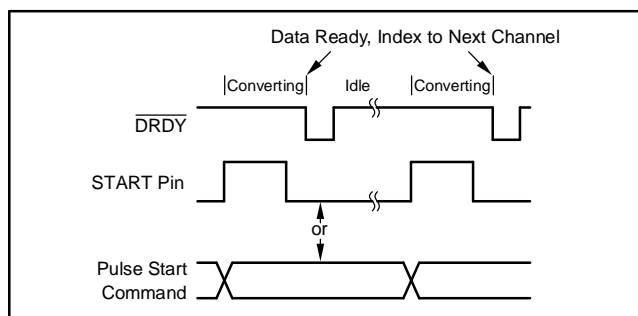 Data Ready, Index to Next Channel
Converting Idle Converting
DRDY
START Pin
or
Pulse Start
Command